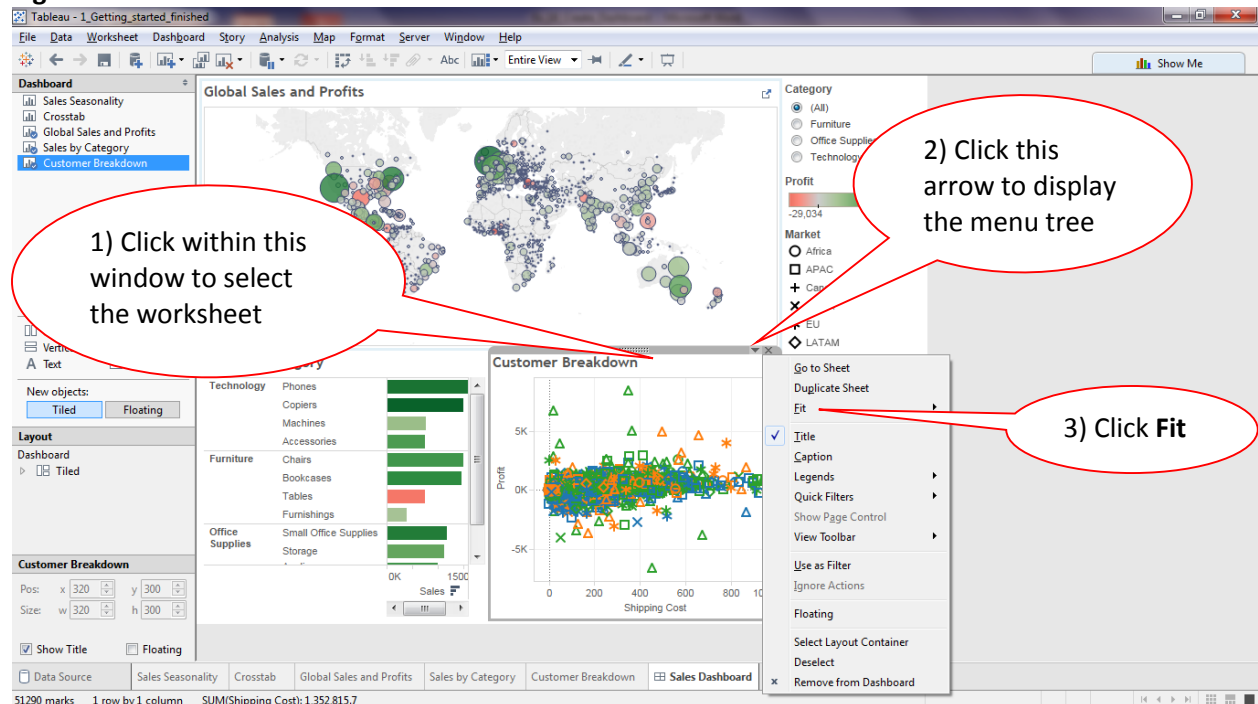 Tableau - 1_Getting_started_finished
File Data Worksheet Dashboard Story Analysis Map Format Server Window Help
Abc Entire View Show Me
Dashboard
Sales Seasonality
Crosstab
Global Sales and Profits
Sales by Category
Customer Breakdown
Global Sales and Profits
Category
(All)
Furniture
Office Supplies
Technology
Profit
-29,034
Market
Africa
APAC
EU
LATAM
1) Click within this
window to select
the worksheet
2) Click this
arrow to display
the menu tree
3) Click Fit
A Text
New objects:
Tiled Floating
Layout
Dashboard
Tiled
Customer Breakdown
Pos: x 320 y 300
Size: w 320 h 300
Show Title Floating
Technology Phones
Copiers
Machines
Accessories
Furniture Chairs
Bookcases
Tables
Furnishings
Office Supplies
Small Office Supplies
Storage
0K 1500
Sales
Customer Breakdown
Profit
5K
0K
-5K
0 200 400 600 800
Shipping Cost
Go to Sheet
Duplicate Sheet
Fit
Title
Caption
Legends
Quick Filters
Show Page Control
View Toolbar
Use as Filter
Ignore Actions
Floating
Select Layout Container
Deselect
Remove from Dashboard
Data Source Sales Seasonality Crosstab Global Sales and Profits Sales by Category Customer Breakdown Sales Dashboard
51290 marks 1 row by 1 column SUM(Shipping Cost): 1,352,815.7